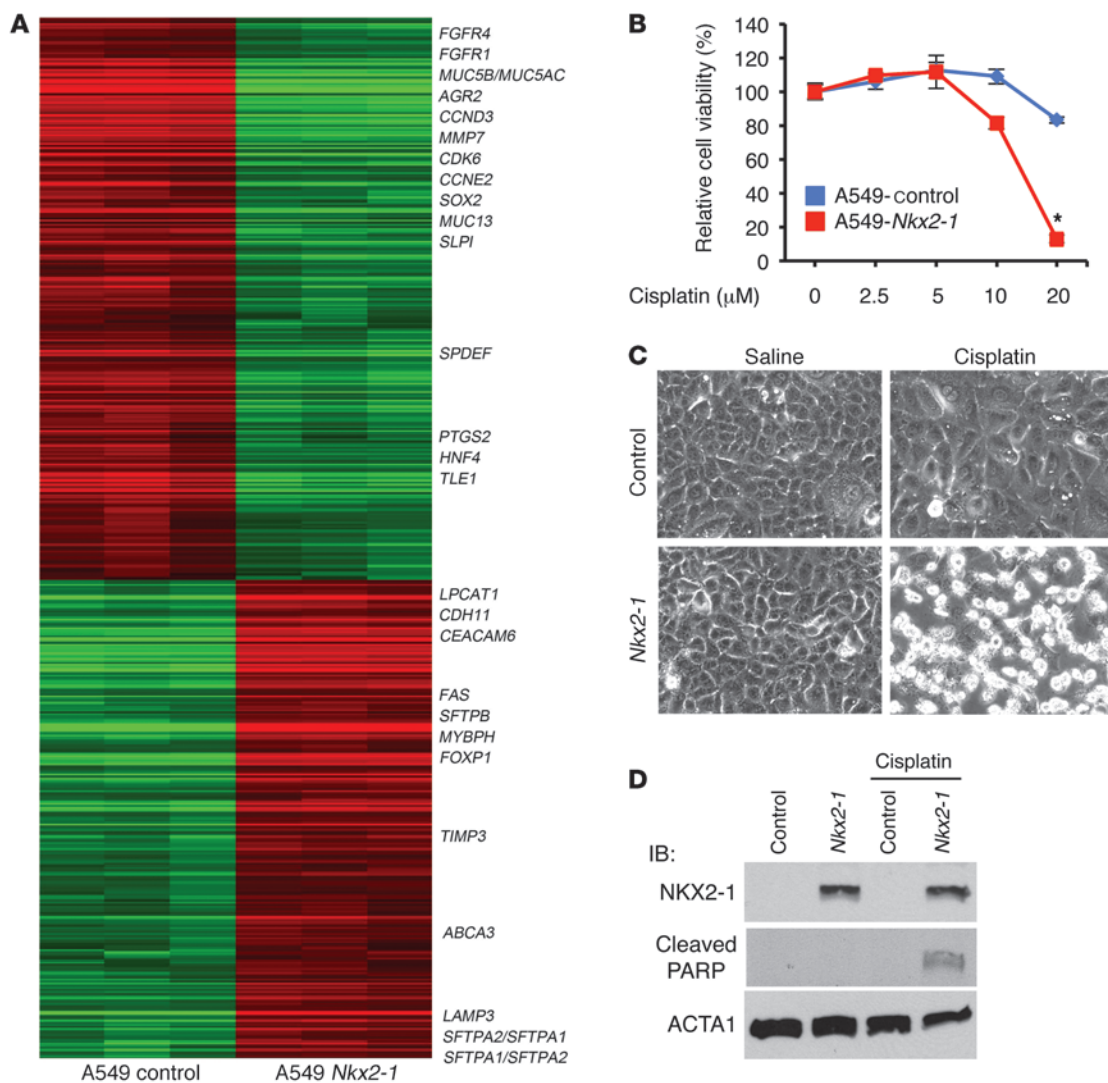 A
FGFR4
FGFR1
MUC5B/MUC5AC
AGR2
CCND3
MMP7
CDK6
CCNE2
SOX2
MUC13
SLPI
SPDEF
PTGS2
HNF4
TLE1
LPCAT1
CDH11
CEACAM6
FAS
SFTPB
MYBPH
FOXP1
TIMP3
ABCA3
LAMP3
SFTPA2/SFTPA1
SFTPA1/SFTPA2
A549 control A549 Nkx2-1
B
Relative cell viability (%)
140
120
100
80
60
40
20
0
A549-control
A549-Nkx2-1
*
Cisplatin (μM) 0 2.5 5 10 20
C
Saline Cisplatin
Control
Nkx2-1
D
Cisplatin
Control Nkx2-1 Control Nkx2-1
IB:
NKX2-1
Cleaved
PARP
ACTA1